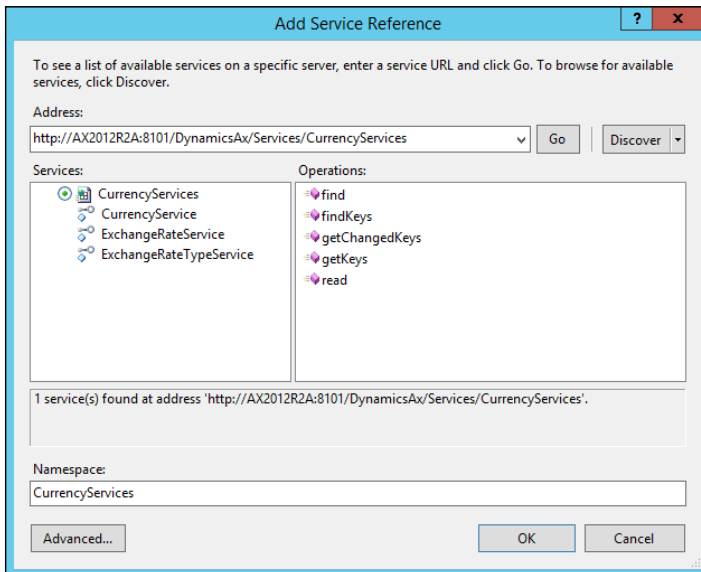 Add Service Reference
?
x
To see a list of available services on a specific server, enter a service URL and click Go. To browse for available
services, click Discover.
Address:
http://AX2012R2A:8101/DynamicsAx/Services/CurrencyServices
Go
Discover
Services:
Operations:
CurrencyServices
CurrencyService
ExchangeRateService
ExchangeRateTypeService
find
findKeys
getChangedKeys
getKeys
read
1 service(s) found at address 'http://AX2012R2A:8101/DynamicsAx/Services/CurrencyServices'.
Namespace:
CurrencyServices
Advanced...
OK
Cancel